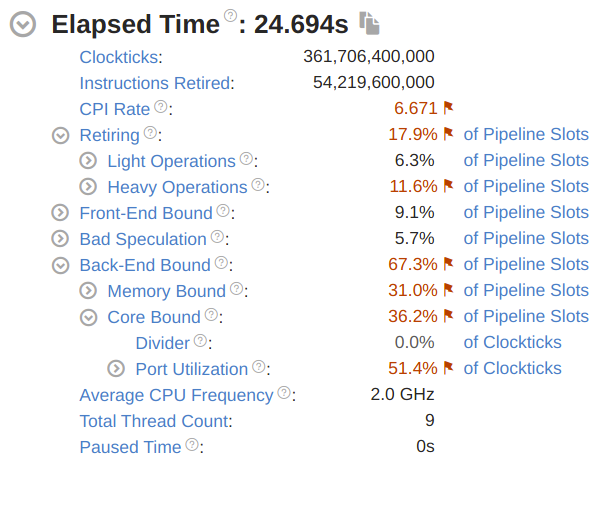 Elapsed Time ?: 24.694s
Clockticks: 361,706,400,000
Instructions Retired: 54,219,600,000
CPI Rate ?: 6.671
Retiring ?: 17.9% of Pipeline Slots
Light Operations ?: 6.3% of Pipeline Slots
Heavy Operations ?: 11.6% of Pipeline Slots
Front-End Bound ?: 9.1% of Pipeline Slots
Bad Speculation ?: 5.7% of Pipeline Slots
Back-End Bound ?: 67.3% of Pipeline Slots
Memory Bound ?: 31.0% of Pipeline Slots
Core Bound ?: 36.2% of Pipeline Slots
Divider ?: 0.0% of Clockticks
Port Utilization ?: 51.4% of Clockticks
Average CPU Frequency ?: 2.0 GHz
Total Thread Count: 9
Paused Time ?: 0s